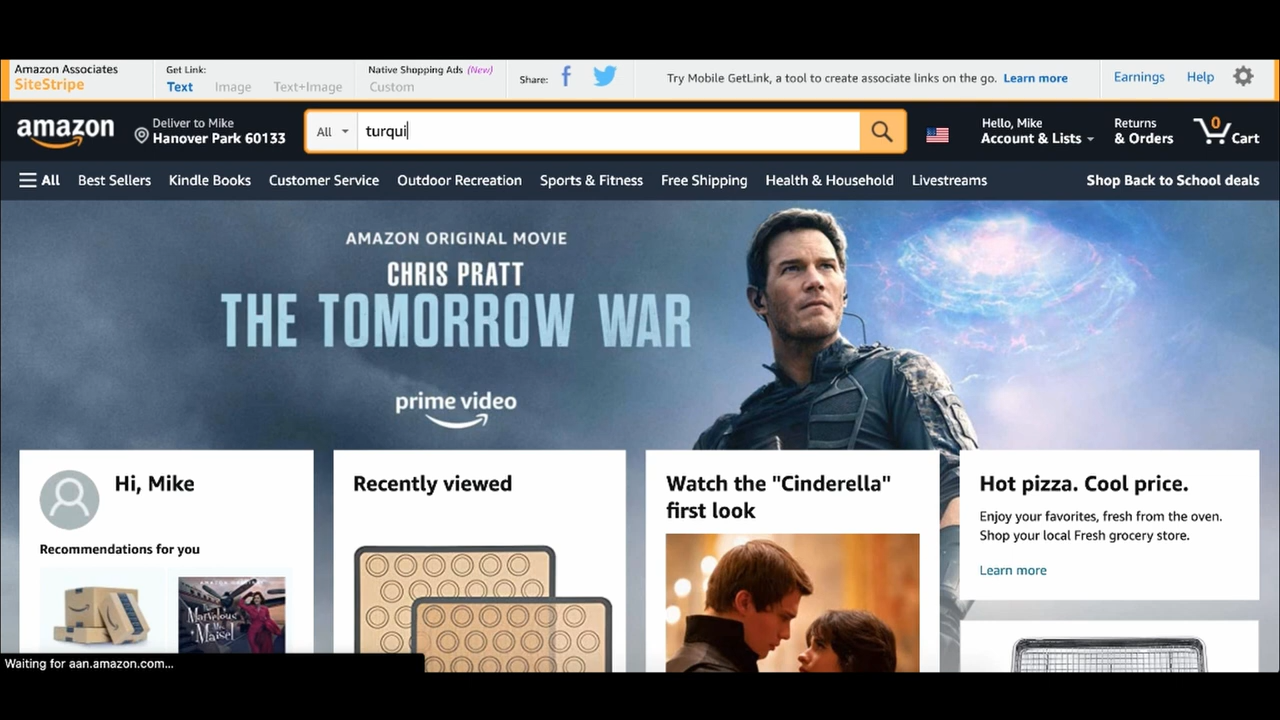 Amazon Associates
SiteStripe
Get Link:
Text Image Text+Image
Native Shopping Ads (New)
Custom
Share:
Try Mobile GetLink, a tool to create associate links on the go. Learn more
Earnings Help
amazon
Deliver to Mike
Hanover Park 60133
All
turqui
Hello, Mike
Account & Lists
Returns
& Orders
0
Cart
All Best Sellers Kindle Books Customer Service Outdoor Recreation Sports & Fitness Free Shipping Health & Household Livestreams Shop Back to School deals
AMAZON ORIGINAL MOVIE
CHRIS PRATT
THE TOMORROW WAR
prime video
Hi, Mike
Recommendations for you
Marvelous
Mrs.
Maisel
Recently viewed
Watch the "Cinderella"
first look
Hot pizza. Cool price.
Enjoy your favorites, fresh from the oven.
Shop your local Fresh grocery store.
Learn more
Waiting for aan.amazon.com...